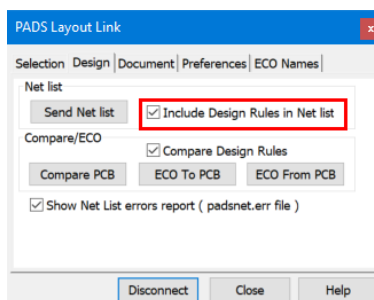 PADS Layout Link
x
Selection Design Document Preferences ECO Names
Net list
Send Net list Include Design Rules in Net list
Compare/ECO
Compare Design Rules
Compare PCB ECO To PCB ECO From PCB
Show Net List errors report ( padsnet.err file )
Disconnect Close Help